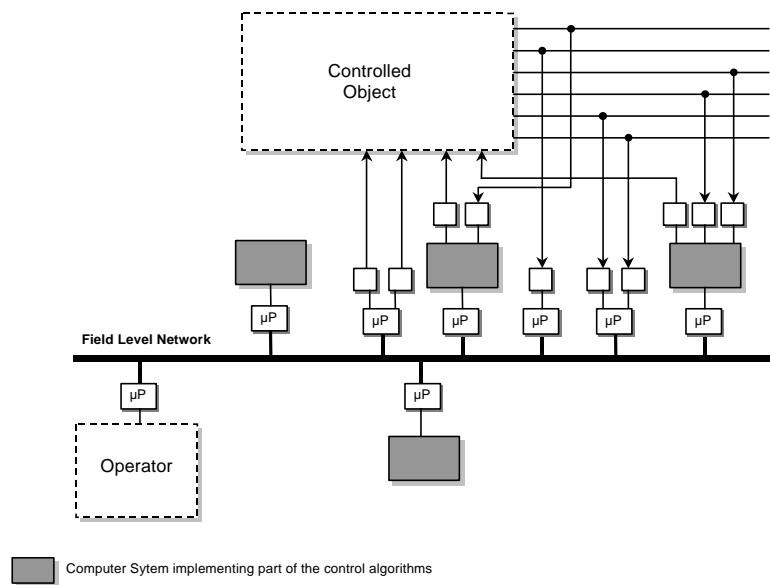 Controlled
Object
µP
µP
µP
µP
µP
µP
Field Level Network
µP
µP
Operator
Computer Sytem implementing part of the control algorithms